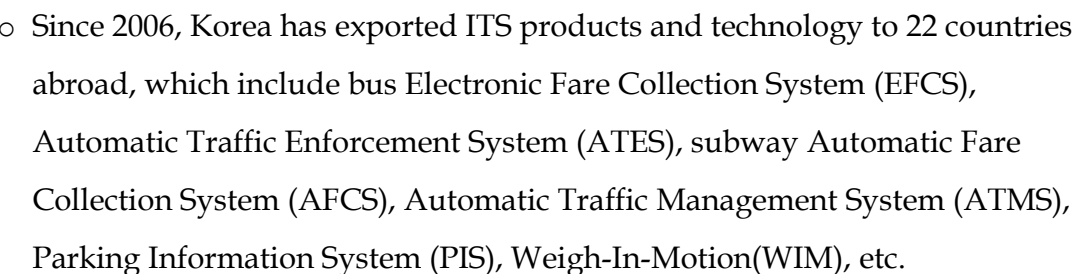 o Since 2006, Korea has exported ITS products and technology to 22 countries
abroad, which include bus Electronic Fare Collection System (EFCS),
Automatic Traffic Enforcement System (ATES), subway Automatic Fare
Collection System (AFCS), Automatic Traffic Management System (ATMS),
Parking Information System (PIS), Weigh-In-Motion(WIM), etc.